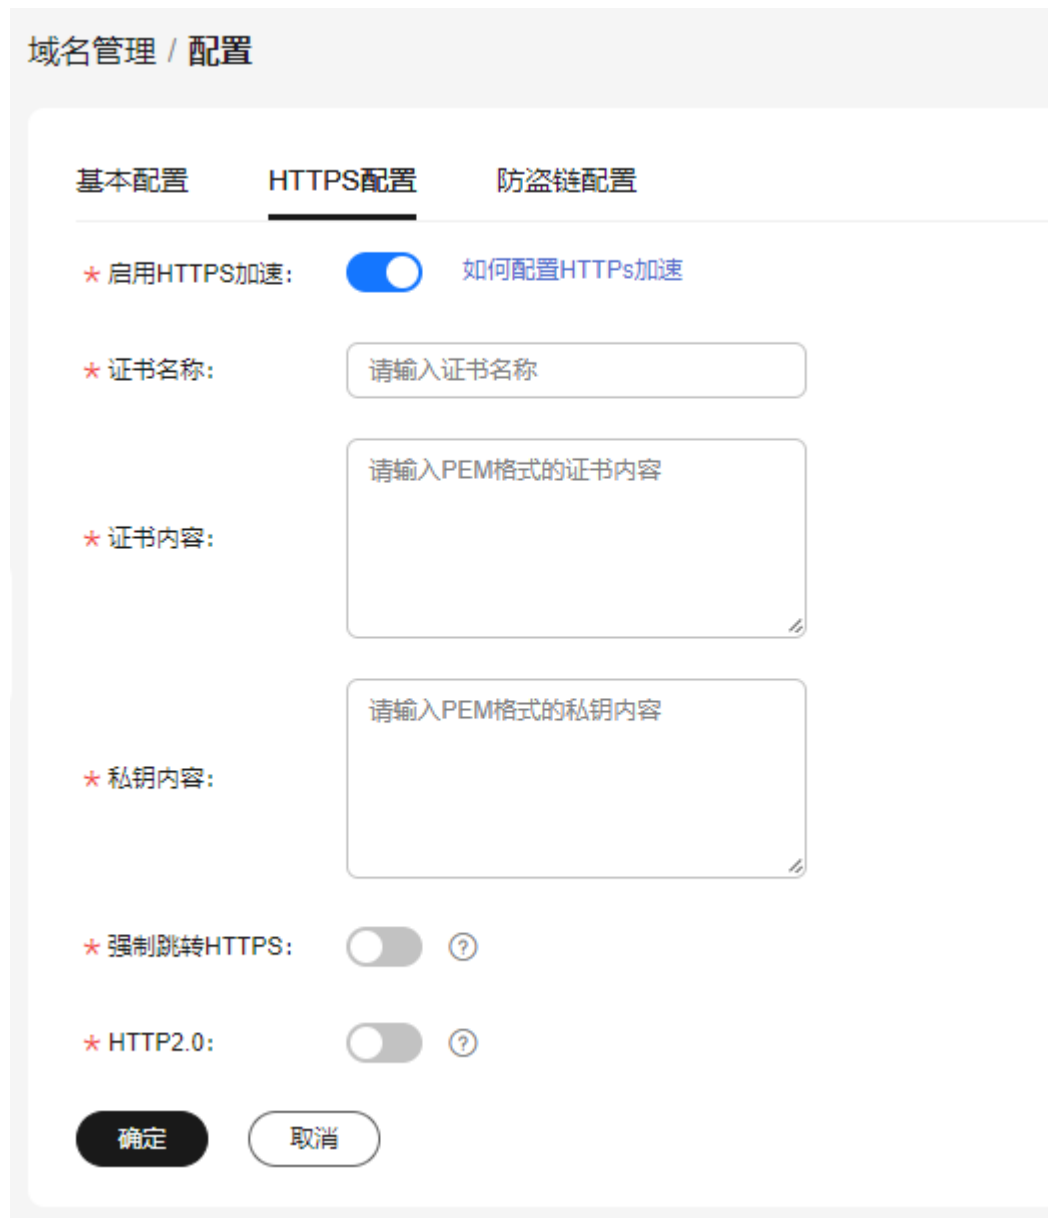 域名管理 / 配置
基本配置 HTTPS配置 防盗链配置
* 启用HTTPS加速: 如何配置HTTPs加速
* 证书名称: 请输入证书名称
请输入PEM格式的证书内容
* 证书内容:
请输入PEM格式的私钥内容
* 私钥内容:
* 强制跳转HTTPS: ?
* HTTP2.0: ?
确定 取消